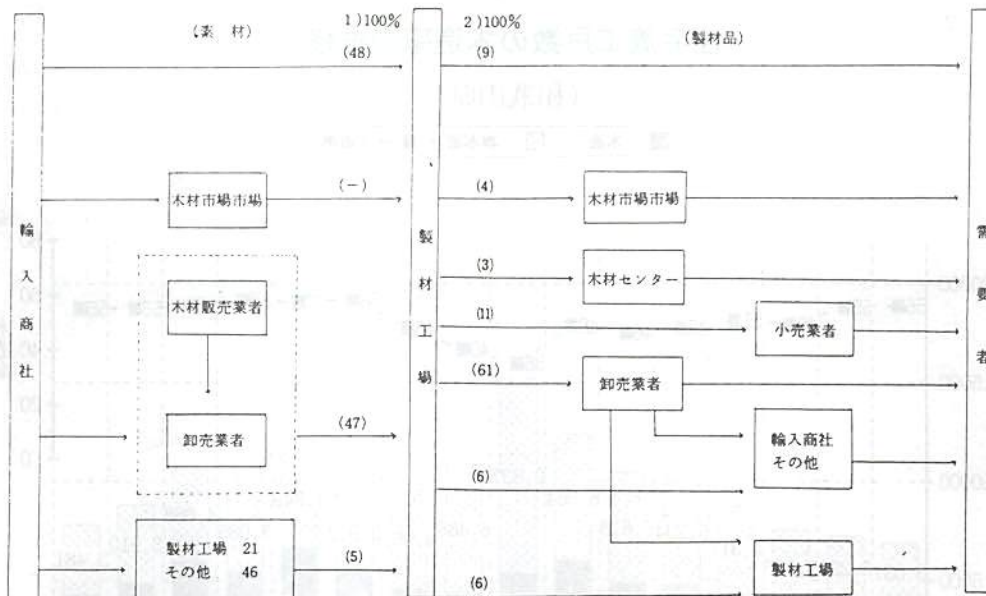 1)100%
2)100%
(素 材)
(製材品)
(48)
(9)
木材市場市場
(-)
(4)
木材市場市場
輸入商社
製材工場
需要者
(3)
木材センター
木材販売業者
(11)
小売業者
(61)
卸売業者
卸売業者
(47)
輸入商社
その他
(6)
製材工場 21
その他 46
(5)
製材工場
(6)